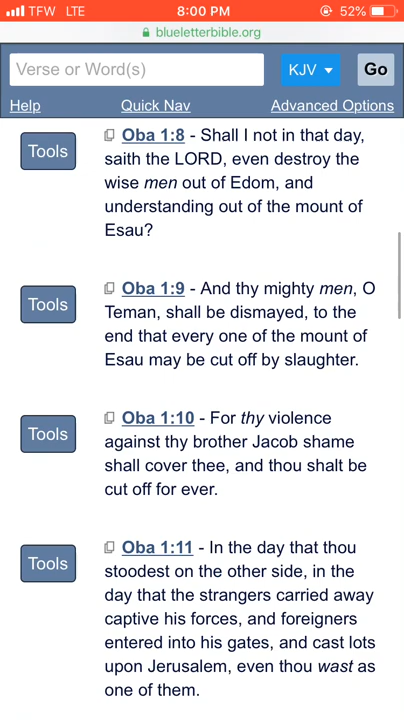 TFW LTE 8:00 PM 52%
blueletterbible.org
Verse or Word(s) KJV Go
Help Quick Nav Advanced Options
Tools
Oba 1:8 - Shall I not in that day,
saith the LORD, even destroy the
wise men out of Edom, and
understanding out of the mount of
Esau?
Tools
Oba 1:9 - And thy mighty men, O
Teman, shall be dismayed, to the
end that every one of the mount of
Esau may be cut off by slaughter.
Tools
Oba 1:10 - For thy violence
against thy brother Jacob shame
shall cover thee, and thou shalt be
cut off for ever.
Tools
Oba 1:11 - In the day that thou
stoodest on the other side, in the
day that the strangers carried away
captive his forces, and foreigners
entered into his gates, and cast lots
upon Jerusalem, even thou wast as
one of them.